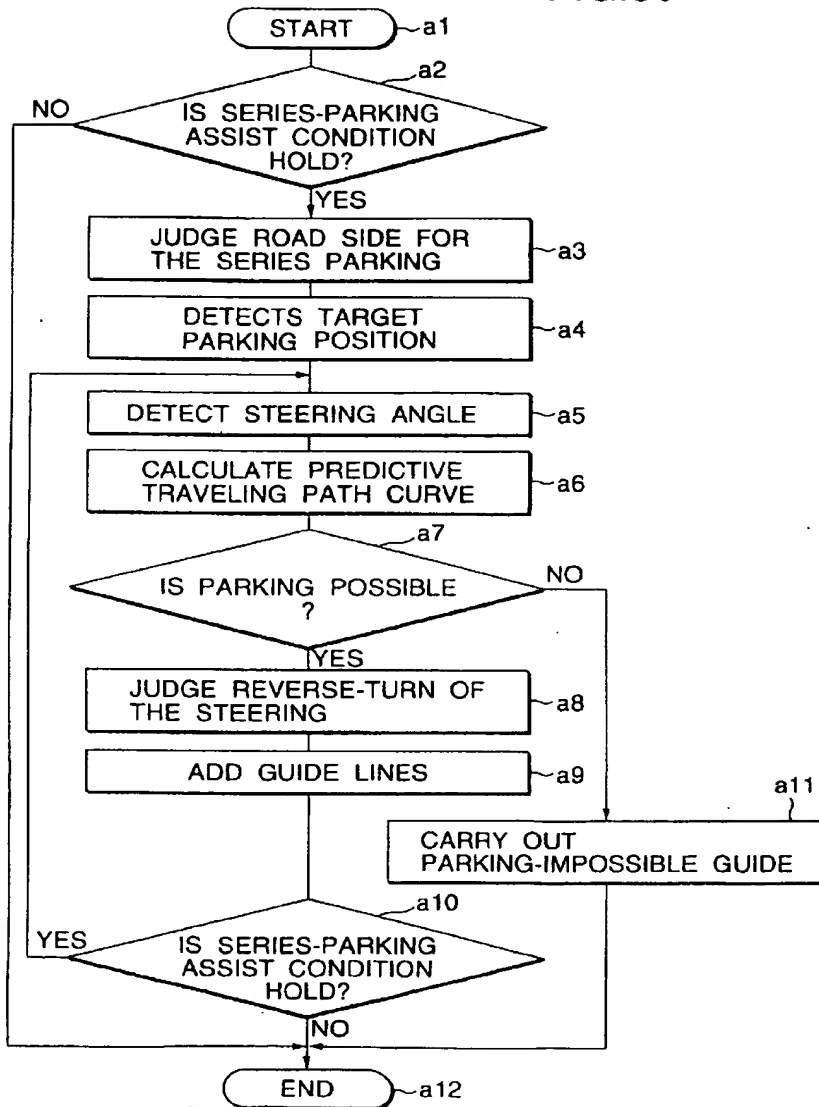 START
a1
a2
NO
IS SERIES-PARKING
ASSIST CONDITION
HOLD?
YES
JUDGE ROAD SIDE FOR
THE SERIES PARKING
a3
DETECTS TARGET
PARKING POSITION
a4
DETECT STEERING ANGLE
a5
CALCULATE PREDICTIVE
TRAVELING PATH CURVE
a6
a7
IS PARKING POSSIBLE
?
NO
YES
JUDGE REVERSE-TURN OF
THE STEERING
a8
ADD GUIDE LINES
a9
a11
CARRY OUT
PARKING-IMPOSSIBLE GUIDE
a10
YES
IS SERIES-PARKING
ASSIST CONDITION
HOLD?
NO
END
a12